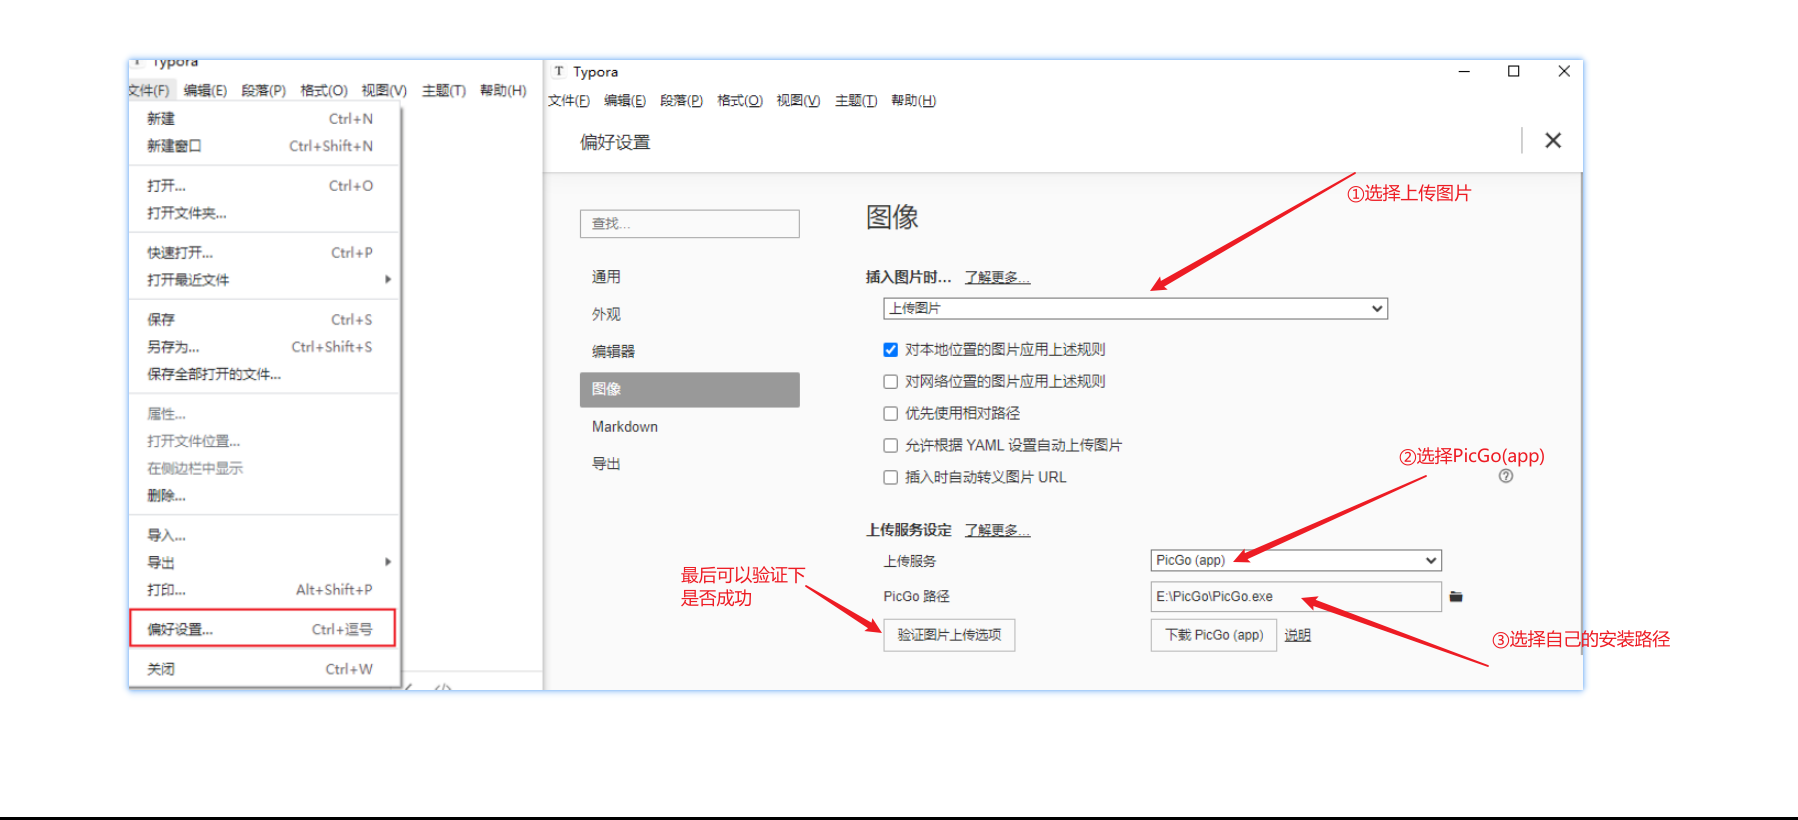 Typora
文件(F) 编辑(E) 段落(P) 格式(O) 视图(V) 主题(T) 帮助(H)
新建 Ctrl+N
新建窗口 Ctrl+Shift+N
打开... Ctrl+O
打开文件夹...
快速打开... Ctrl+P
打开最近文件
保存 Ctrl+S
另存为... Ctrl+Shift+S
保存全部打开的文件...
属性...
打开文件位置...
在侧边栏中显示
删除...
导入...
导出
打印... Alt+Shift+P
偏好设置... Ctrl+逗号
关闭 Ctrl+W
T Typora
文件(F) 编辑(E) 段落(P) 格式(O) 视图(V) 主题(T) 帮助(H)
偏好设置
查找...
通用
外观
编辑器
图像
Markdown
导出
①选择上传图片
图像
插入图片时... 了解更多...
上传图片
对本地位置的图片应用上述规则
对网络位置的图片应用上述规则
优先使用相对路径
允许根据 YAML 设置自动上传图片
插入时自动转义图片 URL
②选择PicGo(app)
上传服务设定 了解更多...
上传服务 PicGo (app)
PicGo 路径 E:\PicGo\PicGo.exe
最后可以验证下
是否成功
验证图片上传选项 下载 PicGo (app) 说明
③选择自己的安装路径